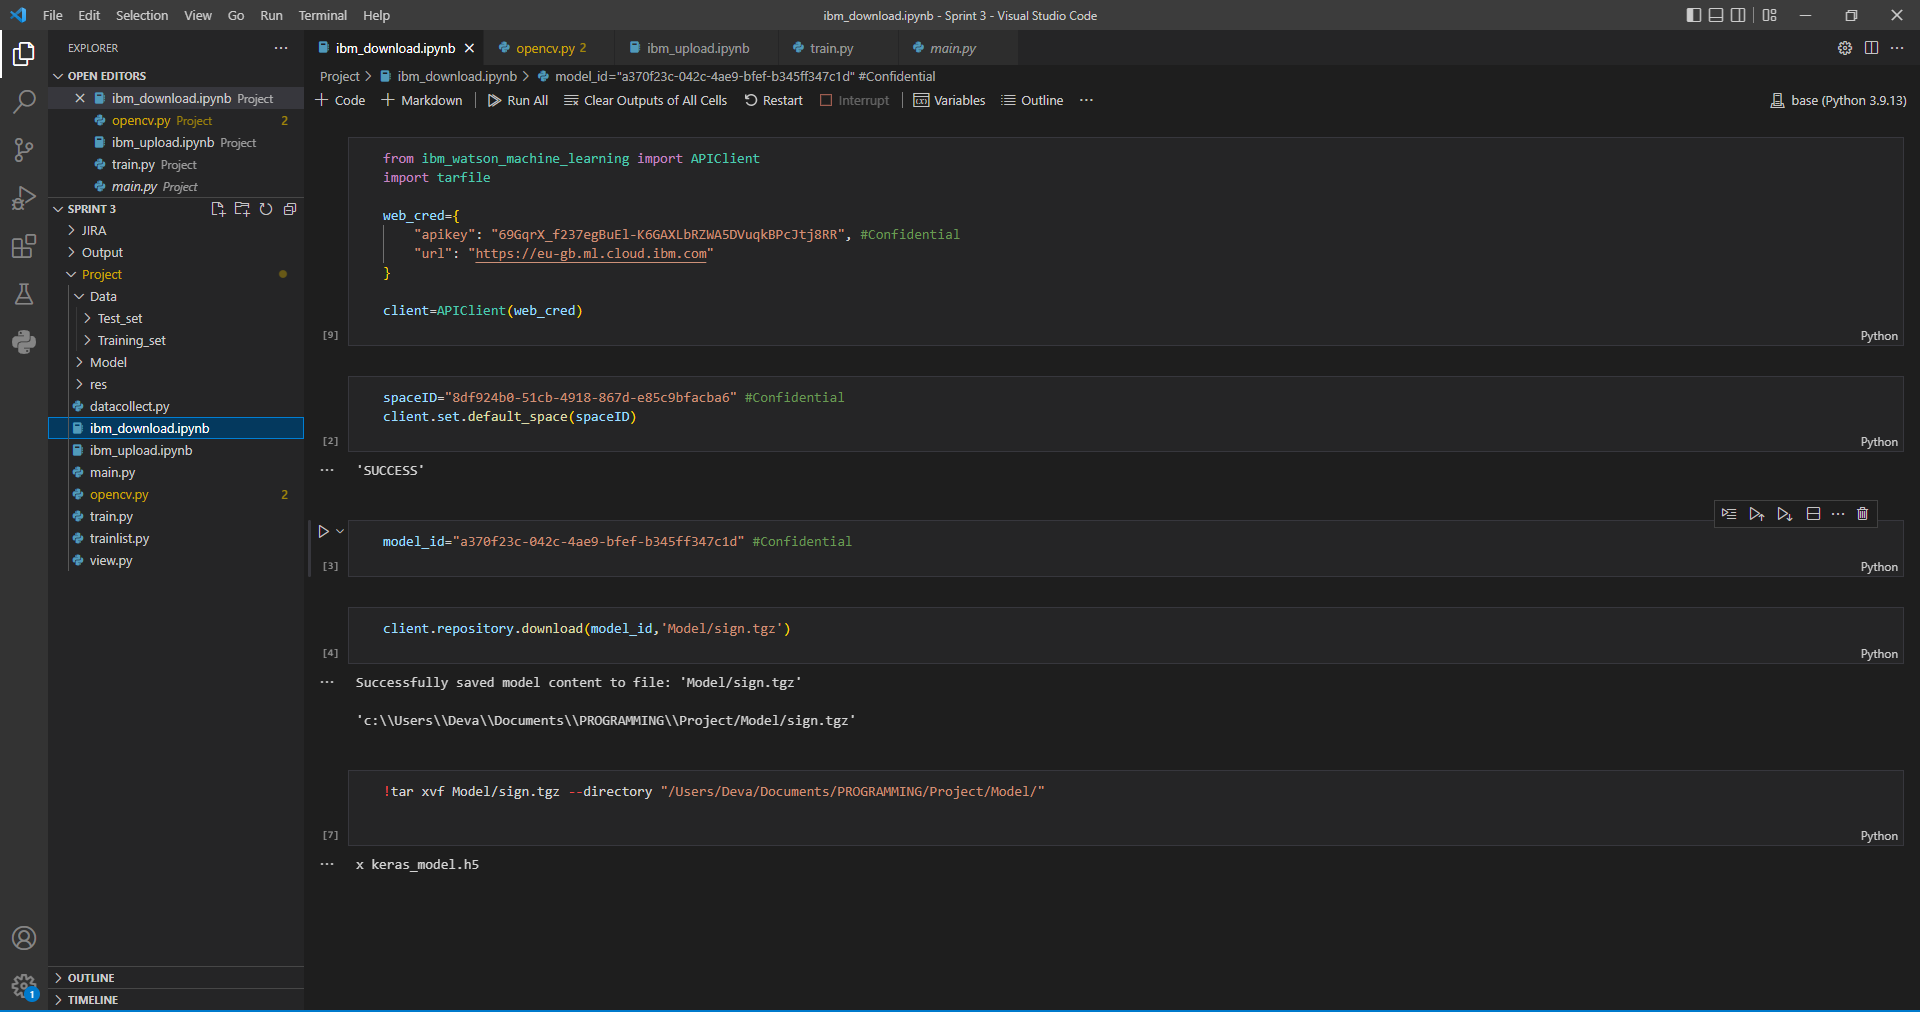 File Edit Selection View Go Run Terminal Help
ibm_download.ipynb - Sprint 3 - Visual Studio Code
EXPLORER
OPEN EDITORS
ibm_download.ipynb Project
opencv.py Project 2
ibm_upload.ipynb Project
train.py Project
main.py Project
SPRINT 3
JIRA
Output
Project
Data
Test_set
Training_set
Model
res
datacollect.py
ibm_download.ipynb
ibm_upload.ipynb
main.py
opencv.py 2
train.py
trainlist.py
view.py
OUTLINE
TIMELINE
1
ibm_download.ipynb opencv.py 2 ibm_upload.ipynb train.py main.py
Project > ibm_download.ipynb > model_id="a370f23c-042c-4ae9-bfef-b345ff347c1d" #Confidential
+ Code + Markdown Run All Clear Outputs of All Cells Restart Interrupt Variables Outline ... base (Python 3.9.13)
from ibm_watson_machine_learning import APIClient
import tarfile
web_cred={
"apikey": "69GqrX_f237egBuEl-K6GAXLbRZWA5DVuqkBPcJtj8RR", #Confidential
"url": "https://eu-gb.ml.cloud.ibm.com"
}
client=APIClient(web_cred)
[9] Python
spaceID="8df924b0-51cb-4918-867d-e85c9bfacba6" #Confidential
client.set.default_space(spaceID)
[2] Python
... 'SUCCESS'
model_id="a370f23c-042c-4ae9-bfef-b345ff347c1d" #Confidential
[3] Python
client.repository.download(model_id,'Model/sign.tgz')
[4] Python
... Successfully saved model content to file: 'Model/sign.tgz'
'c:\\Users\\Deva\\Documents\\PROGRAMMING\\Project/Model/sign.tgz'
!tar xvf Model/sign.tgz --directory "/Users/Deva/Documents/PROGRAMMING/Project/Model/"
[7] Python
... x keras_model.h5